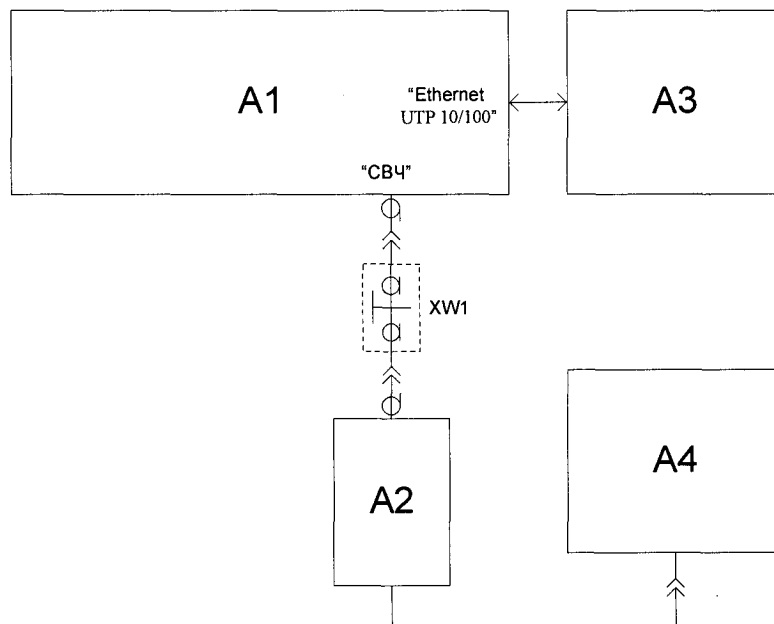 A1
"Ethernet
UTP 10/100"
"СВЧ"
A3
XW1
A2
A4